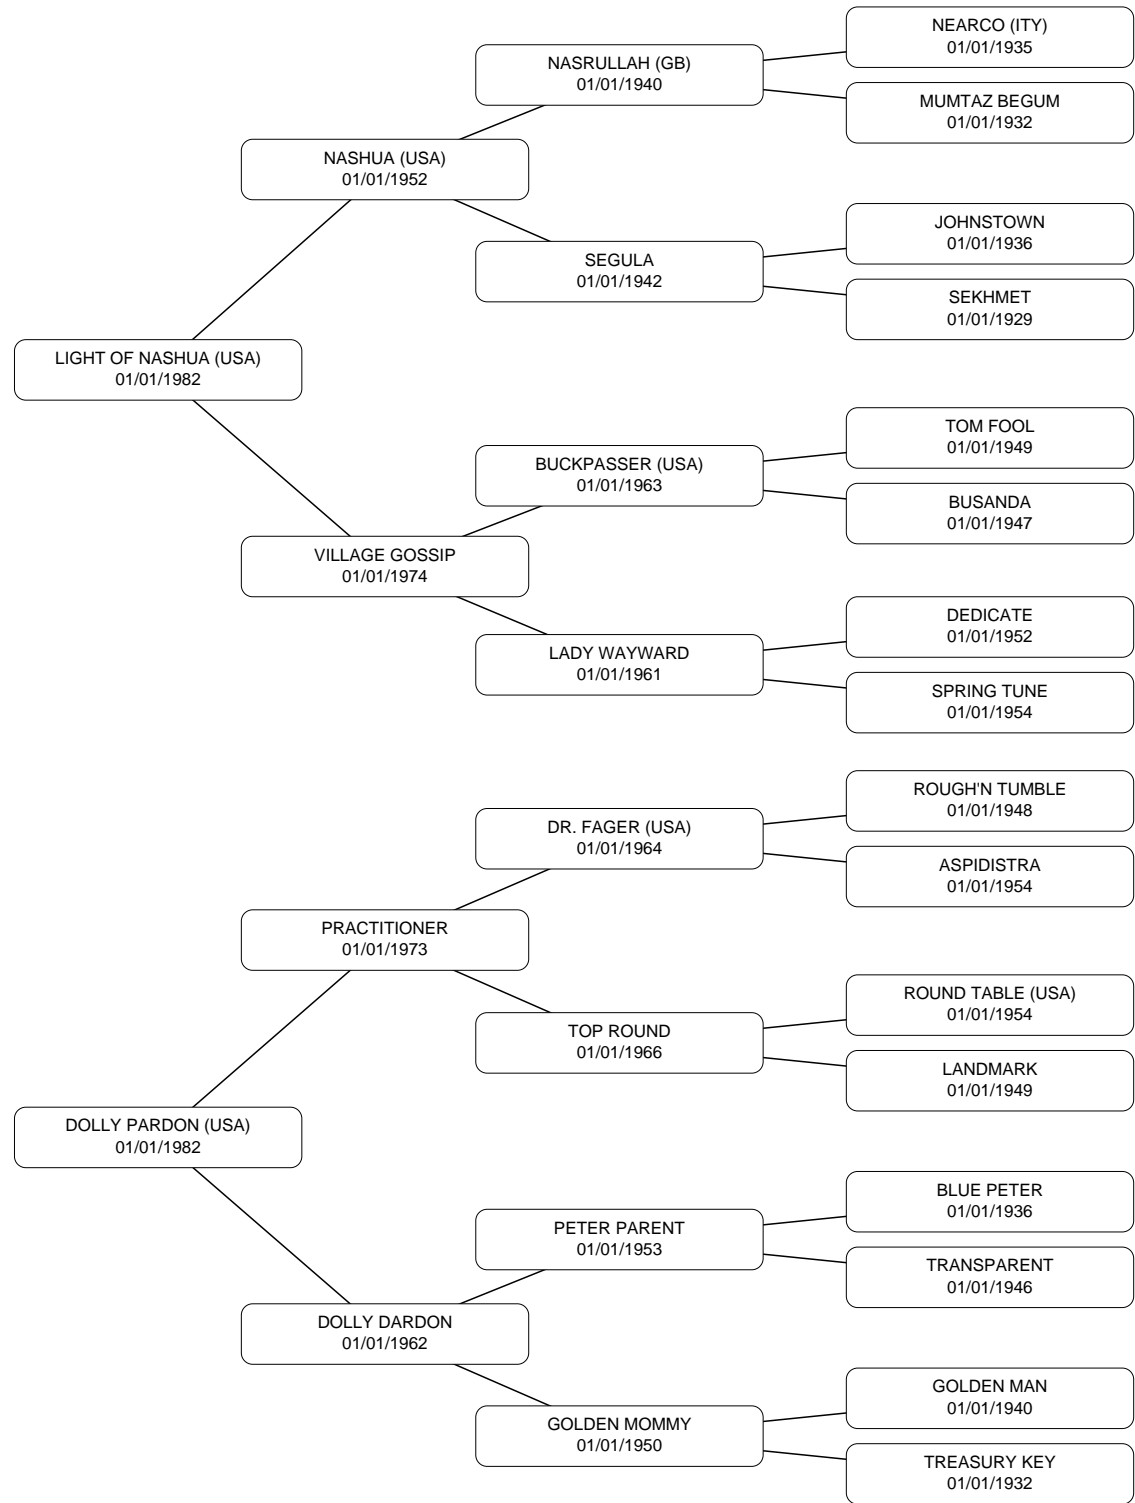 NEARCO (ITY)
01/01/1935
NASRULLAH (GB)
01/01/1940
MUMTAZ BEGUM
01/01/1932
NASHUA (USA)
01/01/1952
JOHNSTOWN
01/01/1936
SEGULA
01/01/1942
SEKHMET
01/01/1929
LIGHT OF NASHUA (USA)
01/01/1982
TOM FOOL
01/01/1949
BUCKPASSER (USA)
01/01/1963
BUSANDA
01/01/1947
VILLAGE GOSSIP
01/01/1974
DEDICATE
01/01/1952
LADY WAYWARD
01/01/1961
SPRING TUNE
01/01/1954
ROUGH'N TUMBLE
01/01/1948
DR. FAGER (USA)
01/01/1964
ASPIDISTRA
01/01/1954
PRACTITIONER
01/01/1973
ROUND TABLE (USA)
01/01/1954
TOP ROUND
01/01/1966
LANDMARK
01/01/1949
DOLLY PARDON (USA)
01/01/1982
BLUE PETER
01/01/1936
PETER PARENT
01/01/1953
TRANSPARENT
01/01/1946
DOLLY DARDON
01/01/1962
GOLDEN MAN
01/01/1940
GOLDEN MOMMY
01/01/1950
TREASURY KEY
01/01/1932